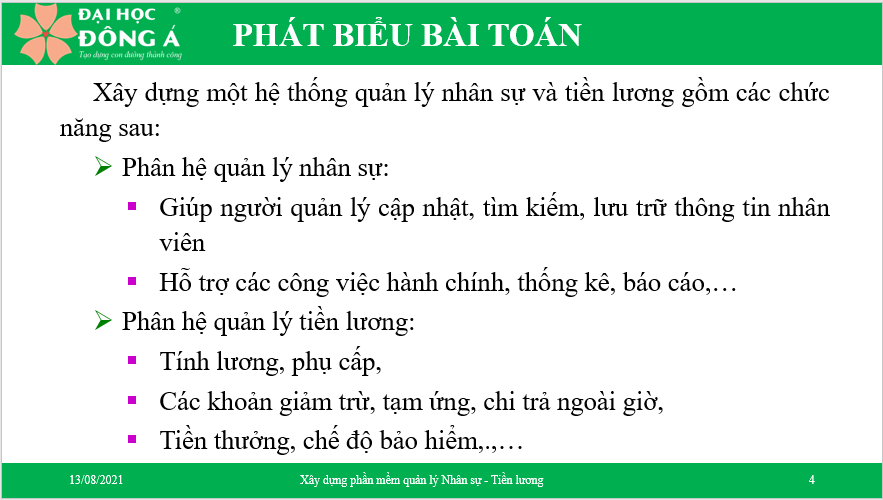 ĐẠI HỌC
ĐÔNG Á
Tạo dựng con đường thành công
PHÁT BIỂU BÀI TOÁN
Xây dựng một hệ thống quản lý nhân sự và tiền lương gồm các chức
năng sau:
Phân hệ quản lý nhân sự:
Giúp người quản lý cập nhật, tìm kiếm, lưu trữ thông tin nhân
viên
Hỗ trợ các công việc hành chính, thống kê, báo cáo,…
Phân hệ quản lý tiền lương:
Tính lương, phụ cấp,
Các khoản giảm trừ, tạm ứng, chi trả ngoài giờ,
Tiền thưởng, chế độ bảo hiểm,.,…
13/08/2021
Xây dựng phần mềm quản lý Nhân sự - Tiền lương
4